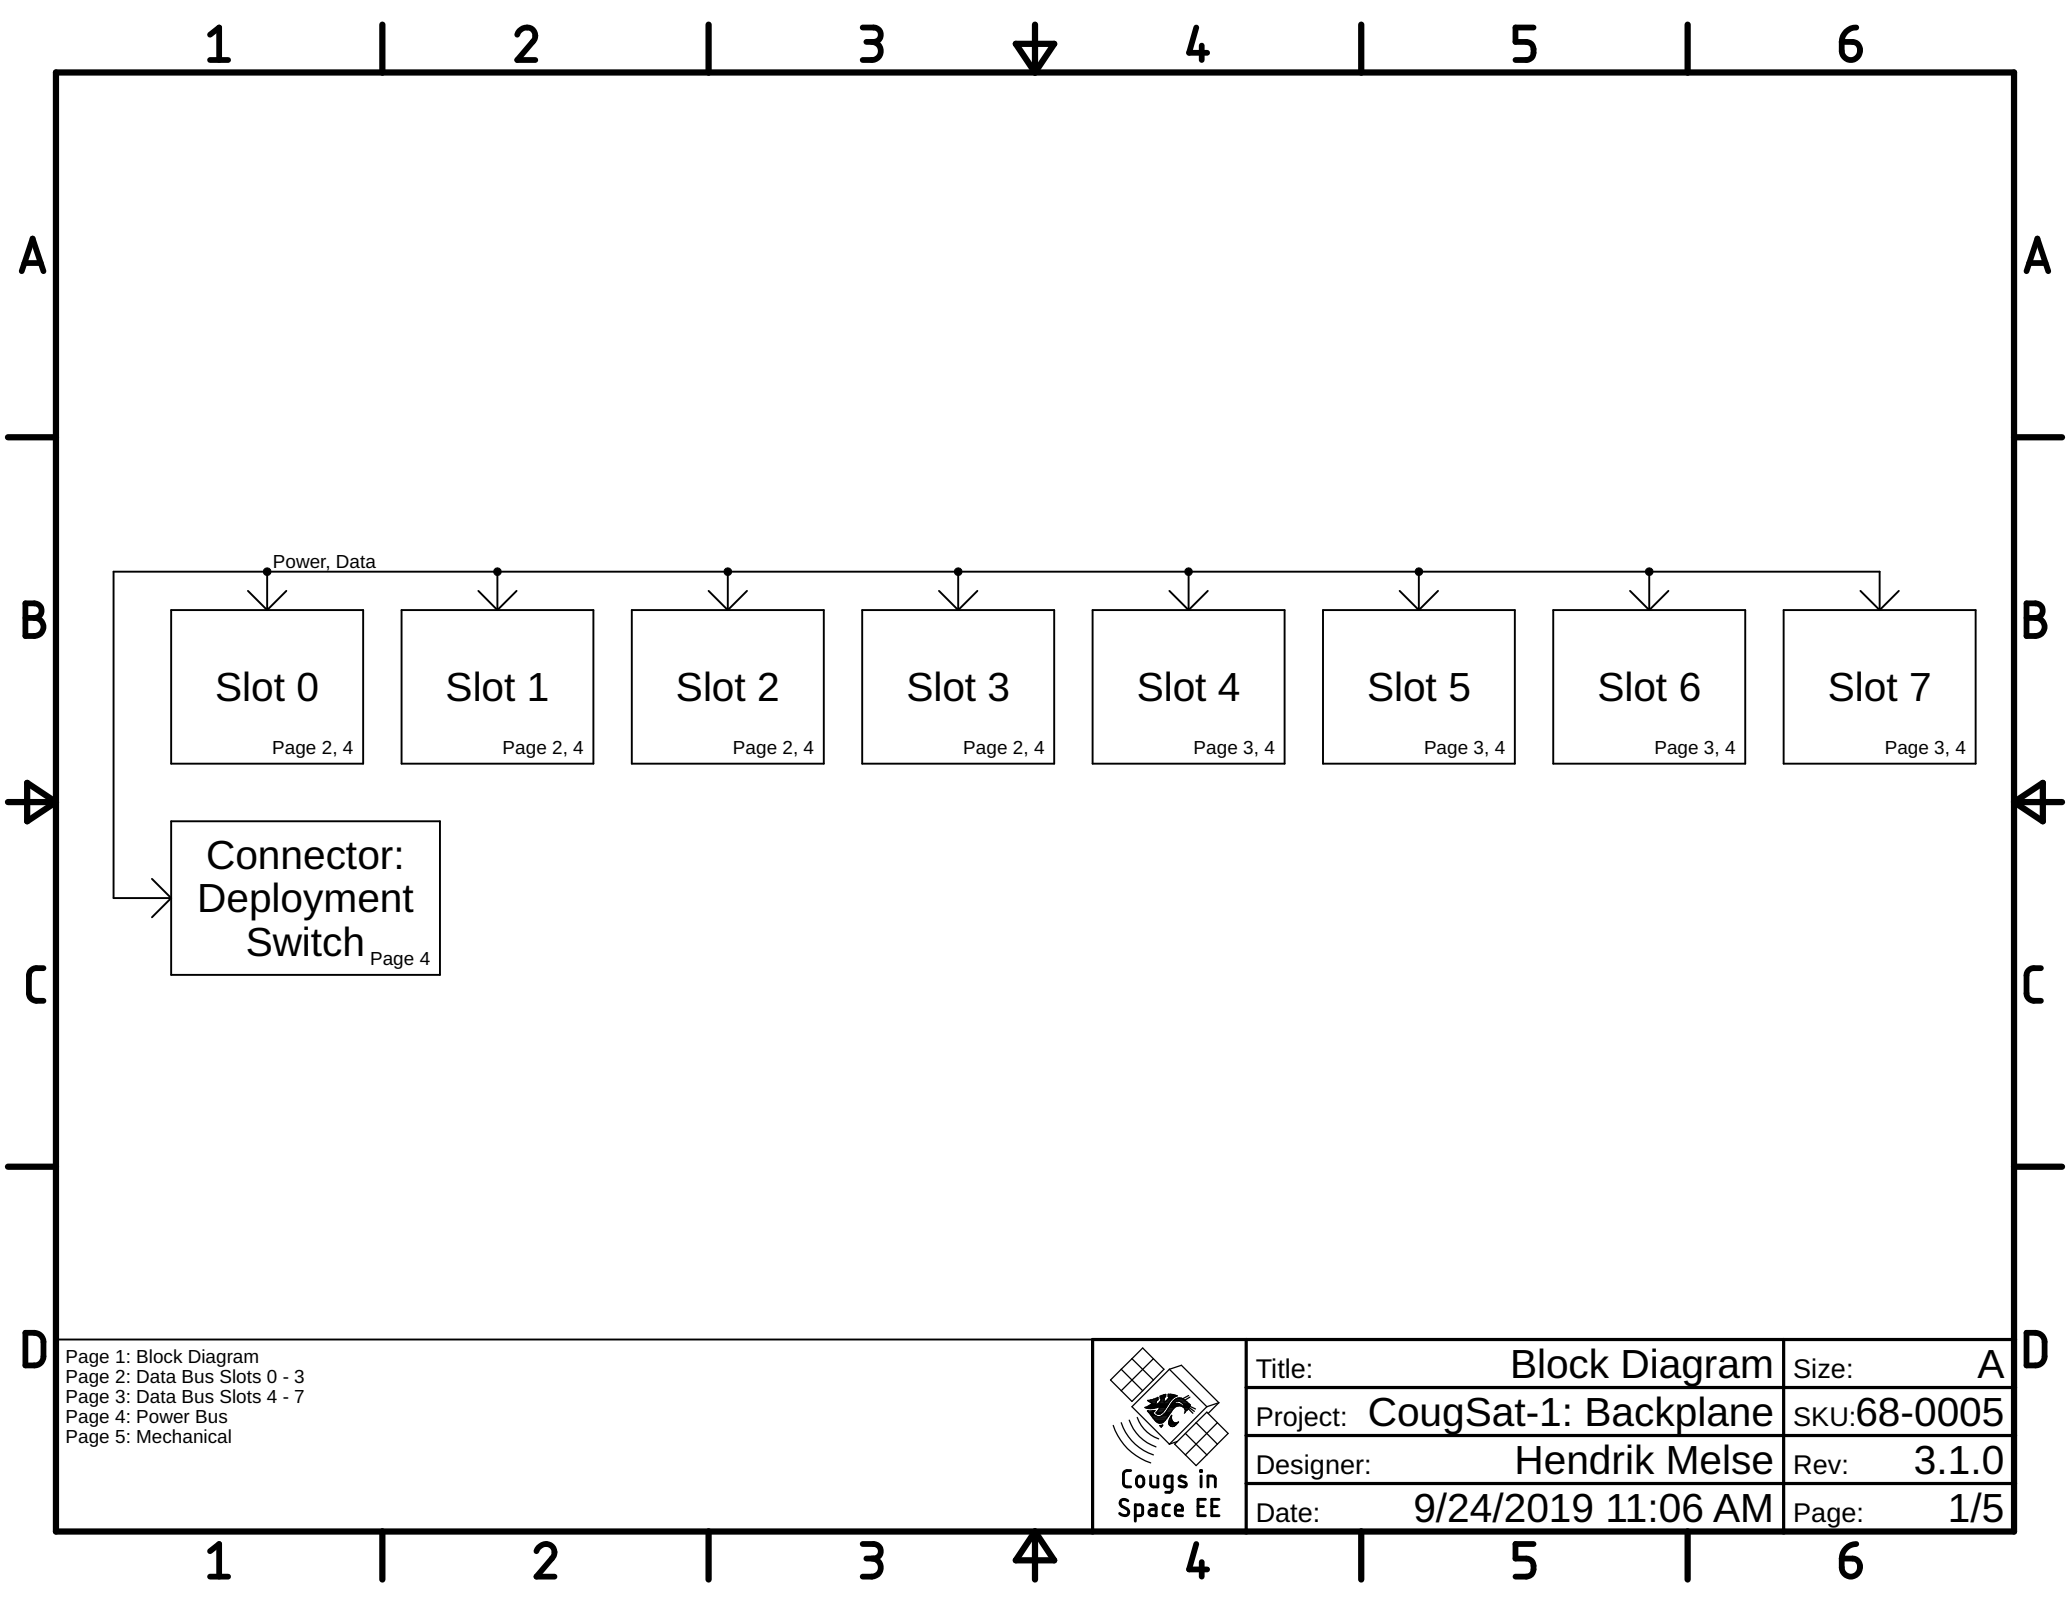 1 2 3 4 5 6
A A
Power, Data
B B
Slot 0 Slot 1 Slot 2 Slot 3 Slot 4 Slot 5 Slot 6 Slot 7
Page 2, 4 Page 2, 4 Page 2, 4 Page 2, 4 Page 3, 4 Page 3, 4 Page 3, 4 Page 3, 4
Connector:
Deployment
Switch Page 4
C C
D D
Page 1: Block Diagram
Page 2: Data Bus Slots 0 - 3
Page 3: Data Bus Slots 4 - 7
Page 4: Power Bus
Page 5: Mechanical
Cougs in
Space EE
Title: Block Diagram Size: A
Project: CougSat-1: Backplane SKU:68-0005
Designer: Hendrik Melse Rev: 3.1.0
Date: 9/24/2019 11:06 AM Page: 1/5
1 2 3 4 5 6